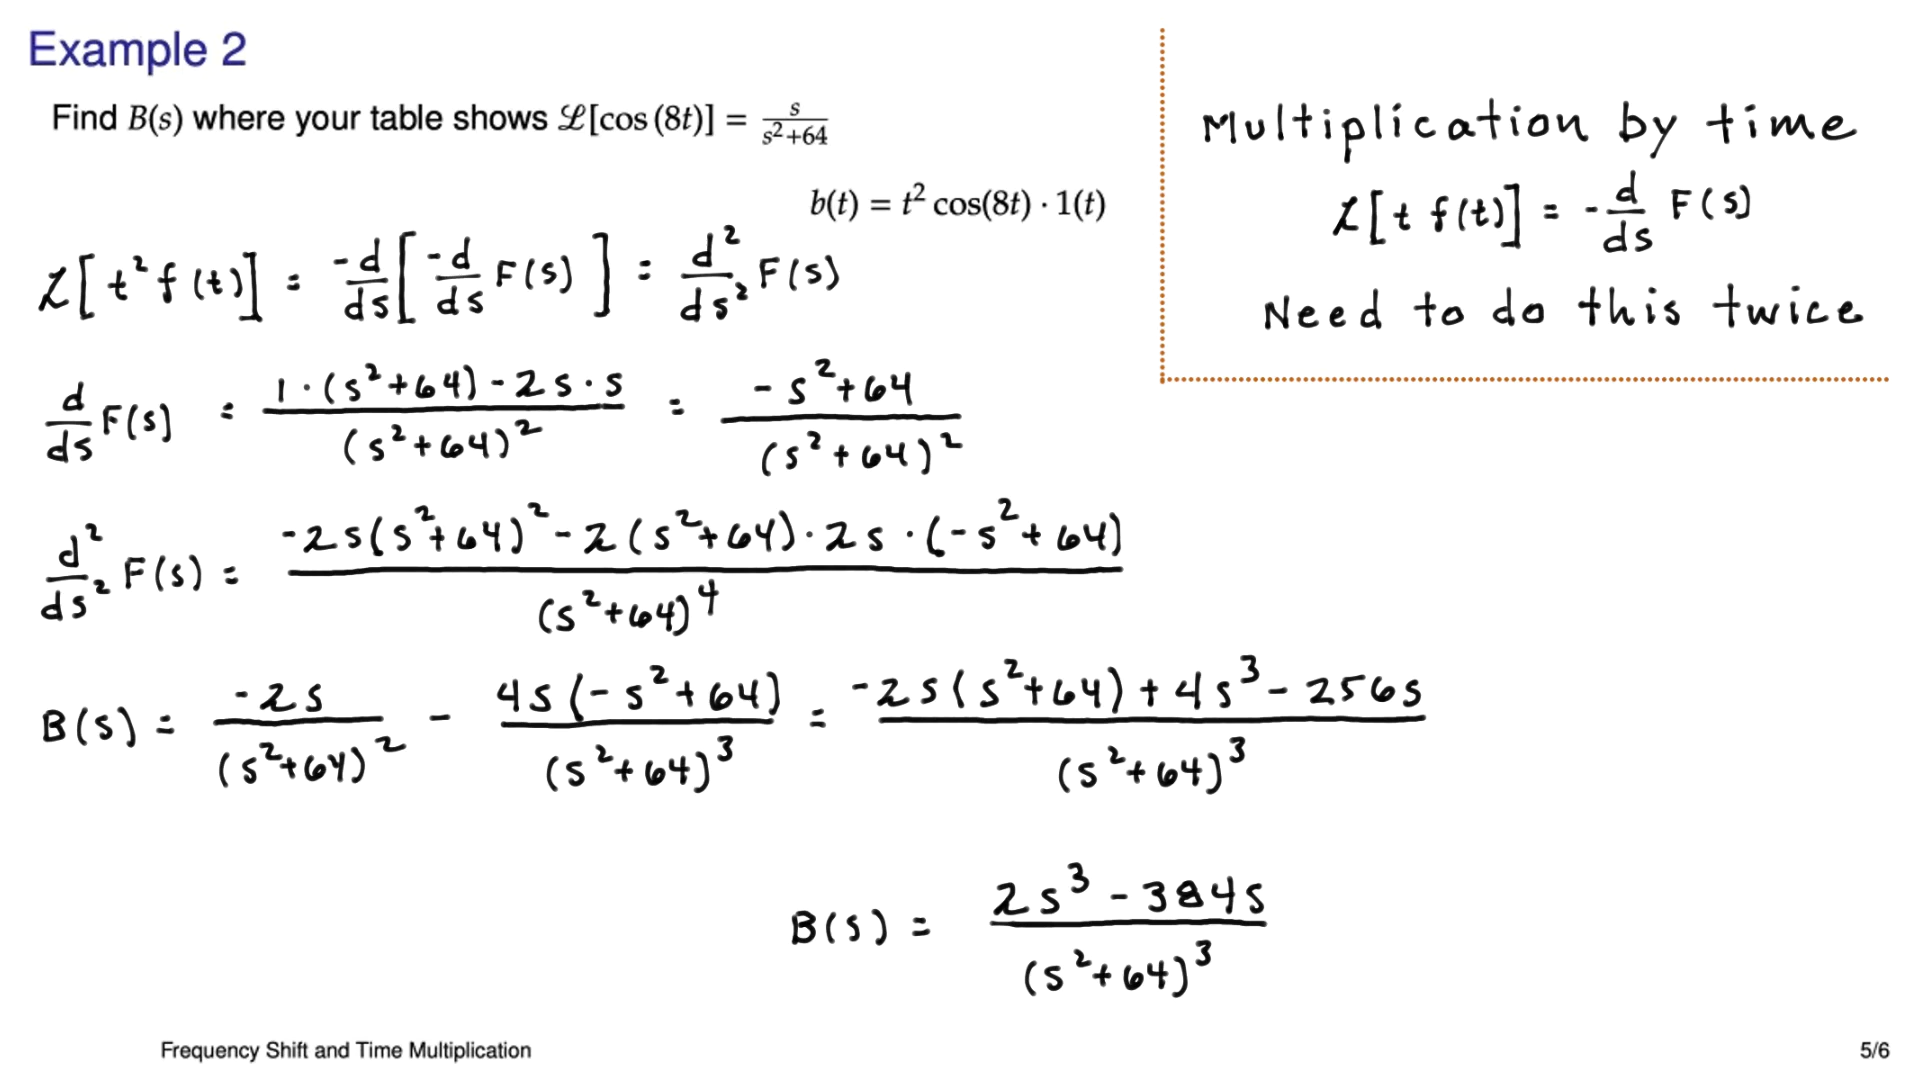 Example 2
Find B(s) where your table shows ℒ[cos (8t)] = s/(s²+64)
b(t) = t² cos(8t) · 1(t)
ℒ[t² f(t)] = -d/ds [-d/ds F(s)] = d²/ds² F(s)
d/ds F(s) = (1·(s²+64) - 2s·s)/(s²+64)² = (-s²+64)/(s²+64)²
d²/ds² F(s) = (-2s(s²+64)² - 2(s²+64)·2s·(-s²+64))/(s²+64)⁴
B(s) = -2s/(s²+64)² - 4s(-s²+64)/(s²+64)³ = (-2s(s²+64) + 4s³ - 256s)/(s²+64)³
B(s) = (2s³ - 384s)/(s²+64)³
Multiplication by time
ℒ[t f(t)] = -d/ds F(s)
Need to do this twice
Frequency Shift and Time Multiplication
5/6